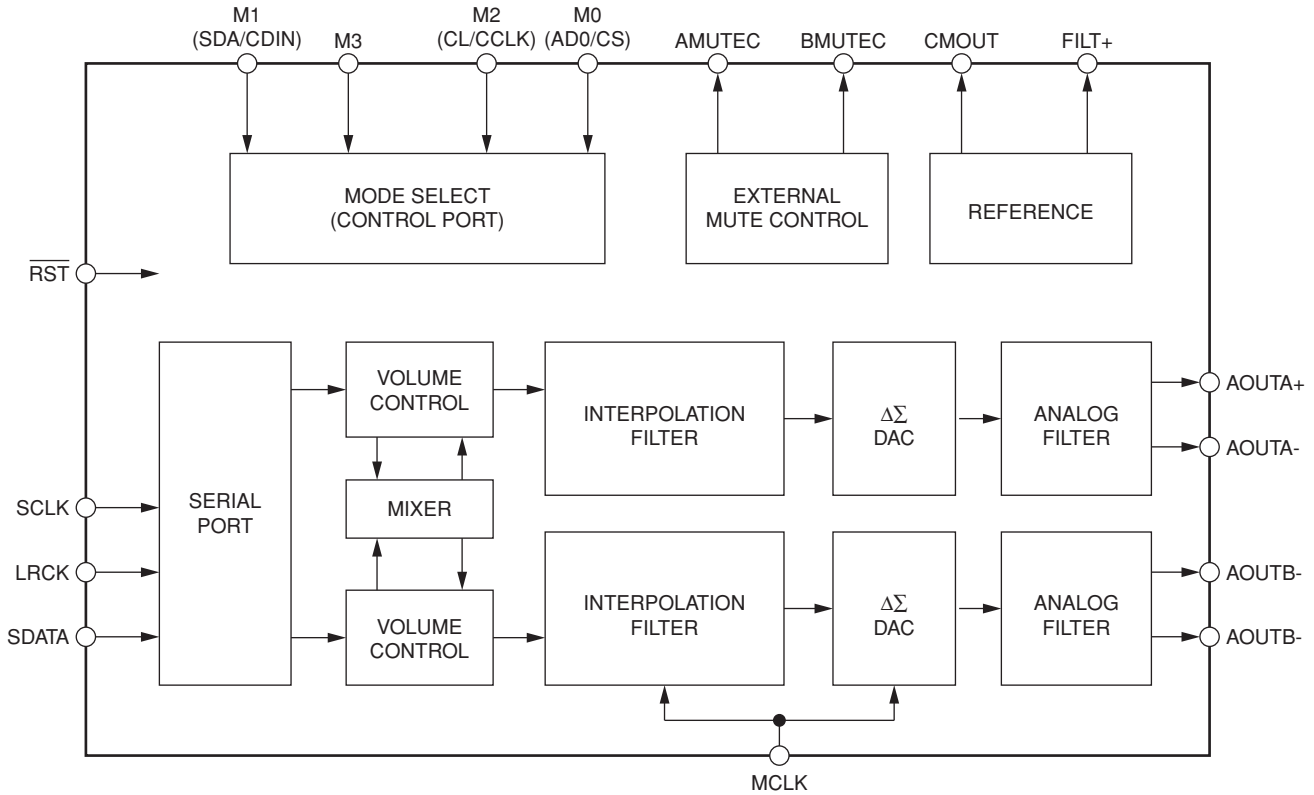 M1
(SDA/CDIN)
M3
M2
(CL/CCLK)
M0
(AD0/CS)
AMUTEC
BMUTEC
CMOUT
FILT+
MODE SELECT
(CONTROL PORT)
EXTERNAL
MUTE CONTROL
REFERENCE
RST
SERIAL
PORT
VOLUME
CONTROL
INTERPOLATION
FILTER
ΔΣ
DAC
ANALOG
FILTER
AOUTA+
AOUTA-
SCLK
MIXER
LRCK
SDATA
VOLUME
CONTROL
INTERPOLATION
FILTER
ΔΣ
DAC
ANALOG
FILTER
AOUTB-
AOUTB-
MCLK